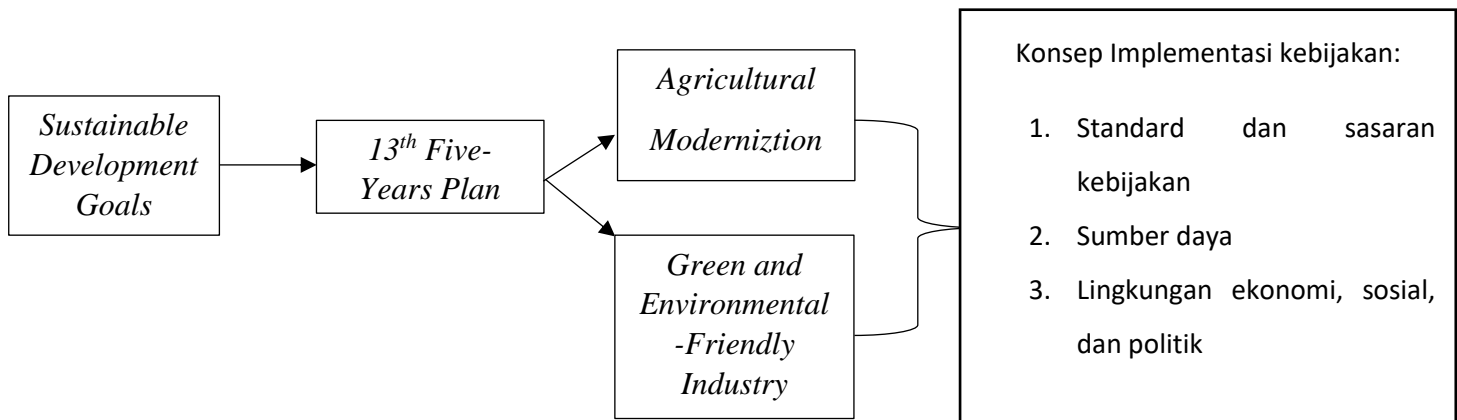 Sustainable
Development
Goals
13th Five-
Years Plan
Agricultural
Moderniztion
Green and
Environmental
-Friendly
Industry
Konsep Implementasi kebijakan:
1. Standard dan sasaran
kebijakan
2. Sumber daya
3. Lingkungan ekonomi, sosial,
dan politik